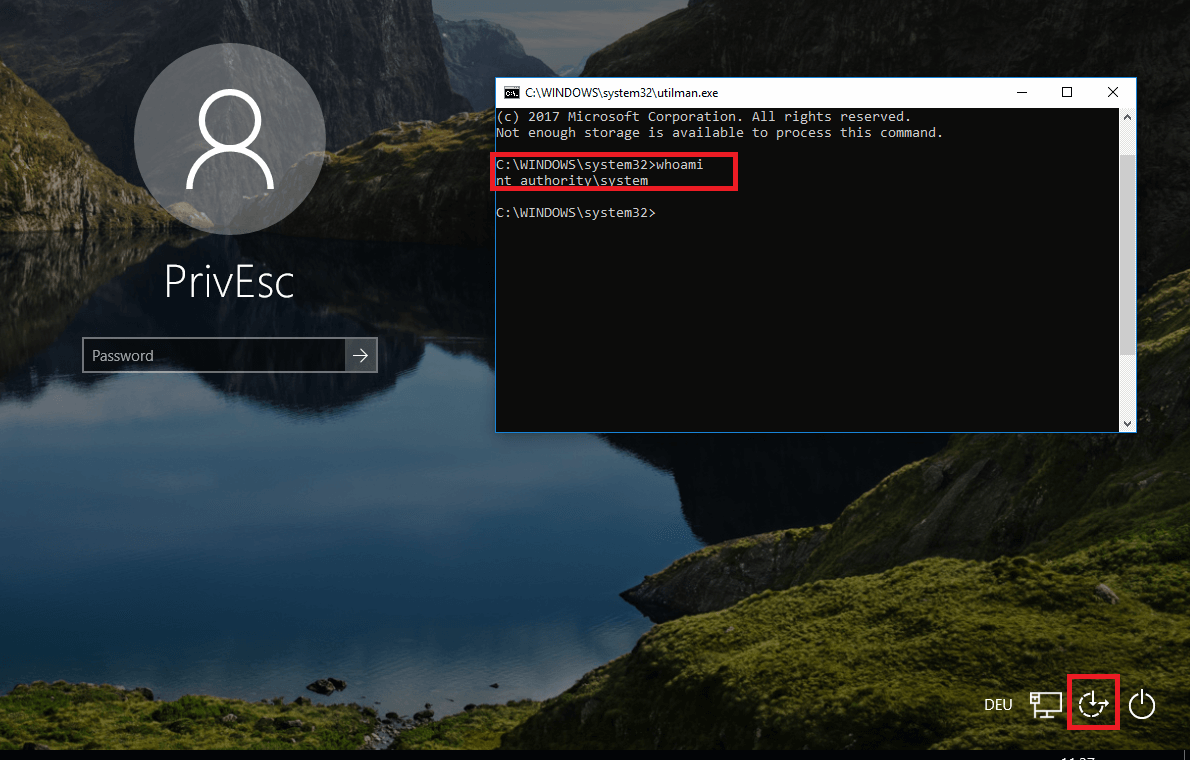 C:\WINDOWS\system32\utilman.exe
(c) 2017 Microsoft Corporation. All rights reserved.
Not enough storage is available to process this command.
C:\WINDOWS\system32>whoami
nt authority\system
C:\WINDOWS\system32>
PrivEsc
Password
DEU